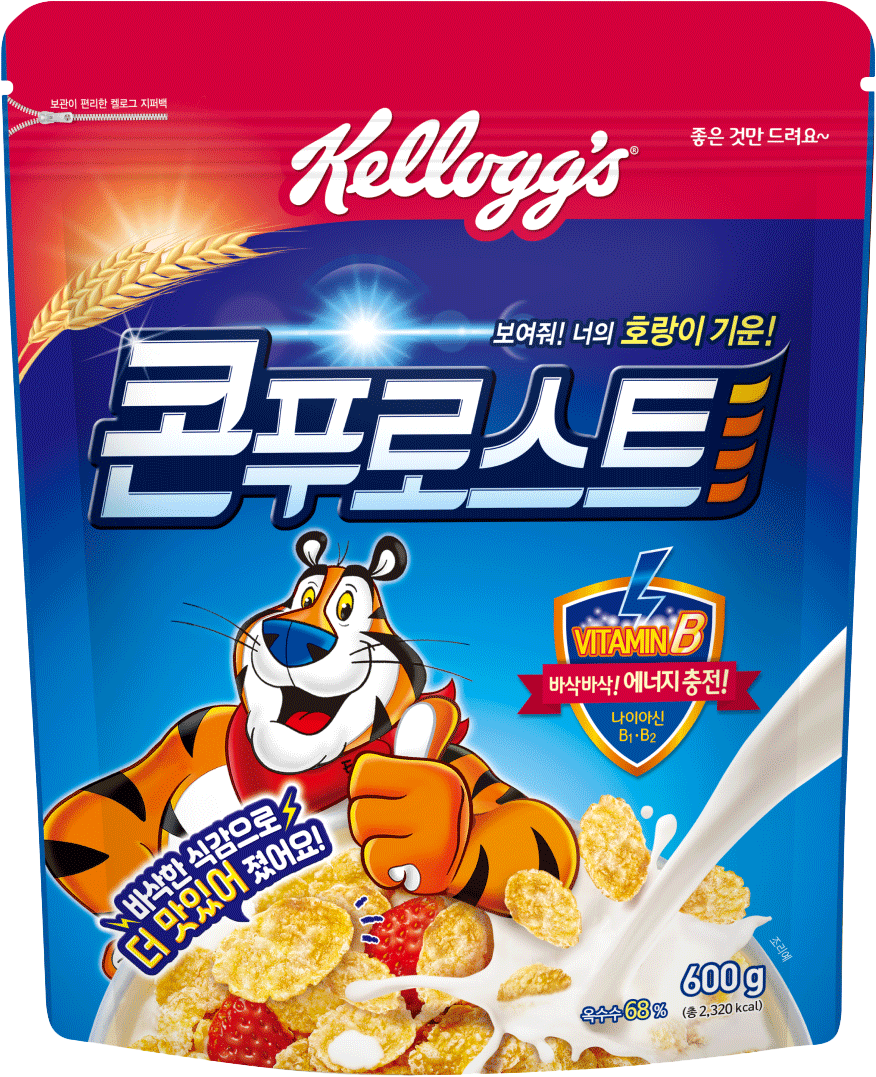 보관이 편리한 켈로그 지퍼백
Kellogg's®
좋은 것만 드려요~
보여줘! 너의 호랑이 기운!
콘푸로스트
VITAMIN B
바삭바삭! 에너지 충전!
나이아신
B₁·B₂
바삭한 식감으로
더 맛있어 졌어요!
조리예
600 g
옥수수 68 %
(총 2,320 kcal)